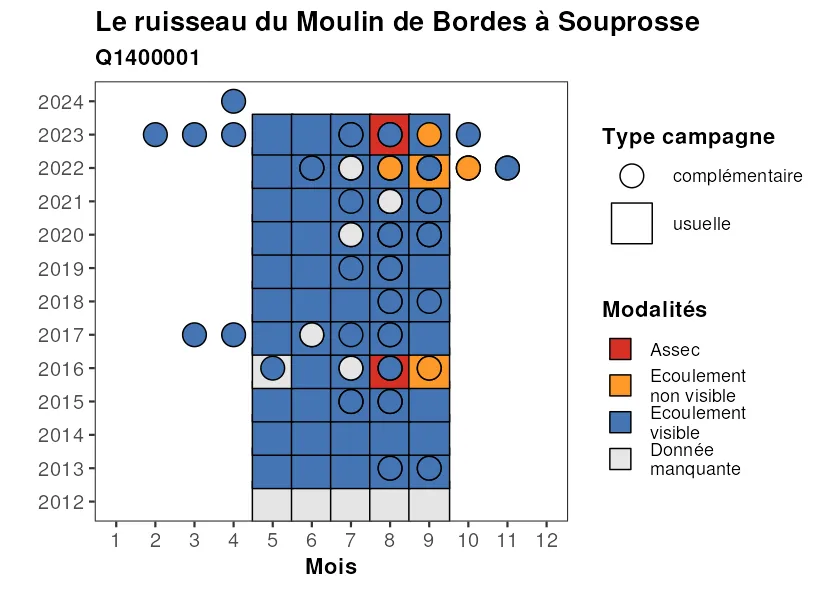 Le ruisseau du Moulin de Bordes à Souprosse
Q1400001
2024
2023
2022
2021
2020
2019
2018
2017
2016
2015
2014
2013
2012
1 2 3 4 5 6 7 8 9 10 11 12
Mois
Type campagne
complémentaire
usuelle
Modalités
Assec
Ecoulement
non visible
Ecoulement
visible
Donnée
manquante